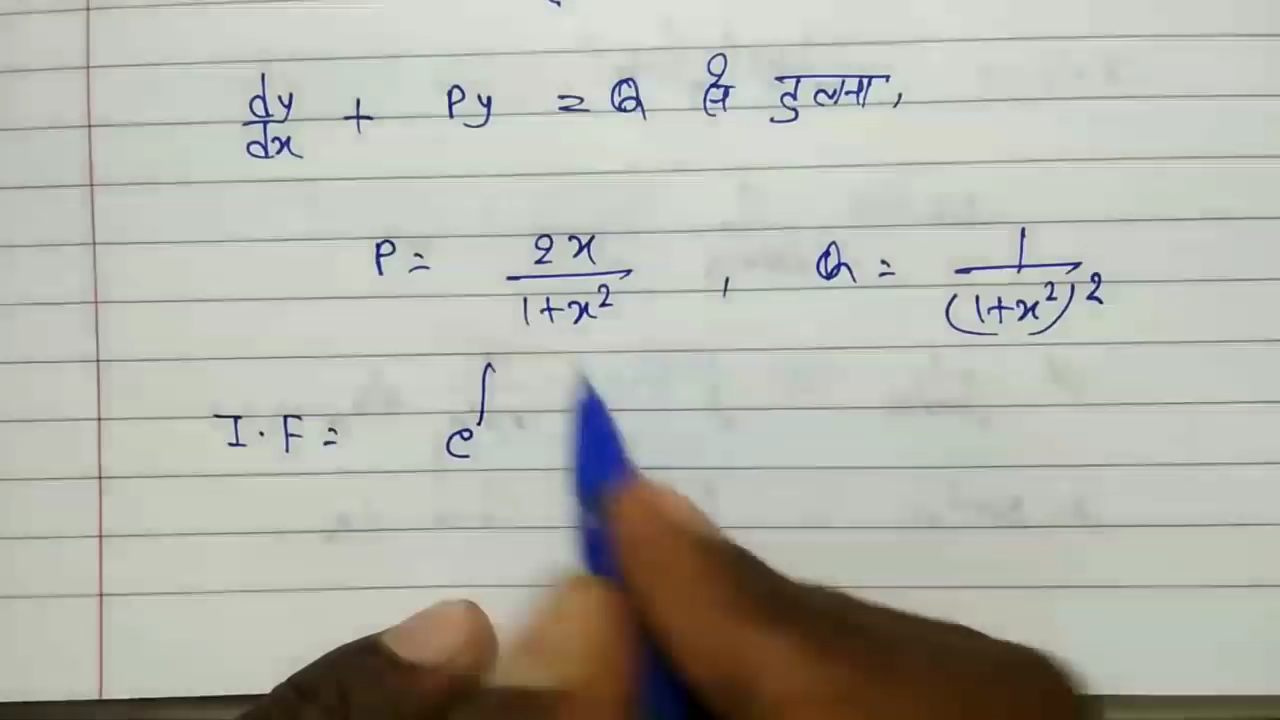 dy/dx + Py = Q से तुलना,
P = 2x/(1+x²) , Q = 1/(1+x²)²
I.F = e^∫